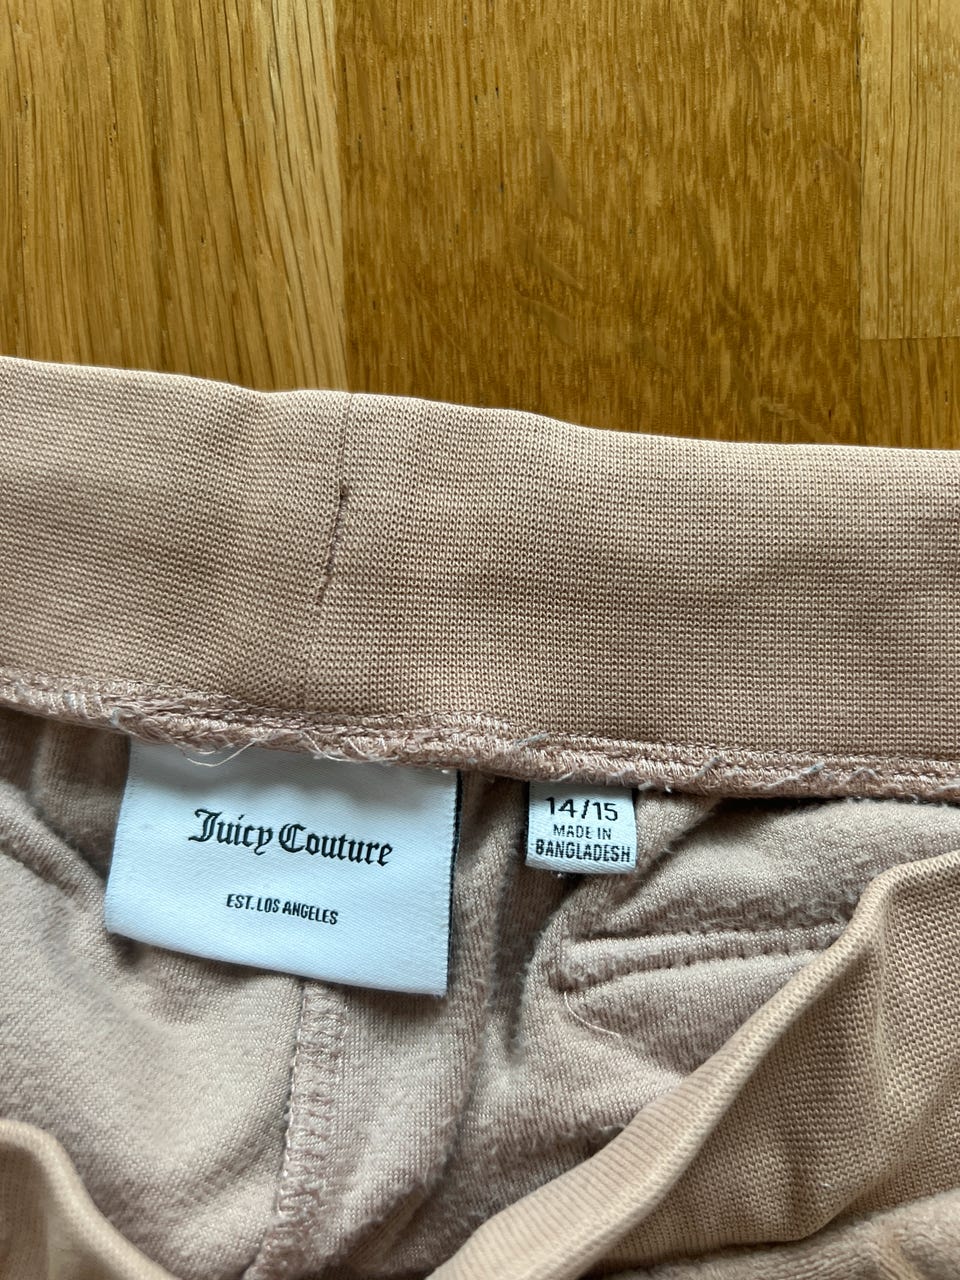 Juicy Couture
EST. LOS ANGELES
14/15
MADE IN
BANGLADESH